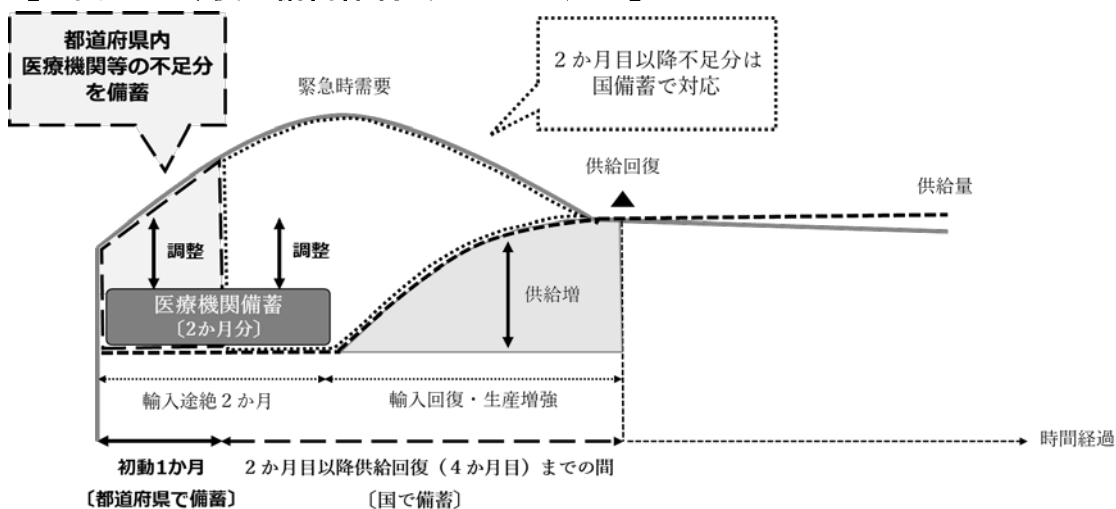 都道府県内
医療機関等の不足分
を備蓄
２か月目以降不足分は
国備蓄で対応
緊急時需要
供給回復
供給量
調整
調整
医療機関備蓄
〔2か月分〕
供給増
輸入途絶２か月
輸入回復・生産増強
時間経過
初動1か月
〔都道府県で備蓄〕
２か月目以降供給回復（４か月目）までの間
〔国で備蓄〕